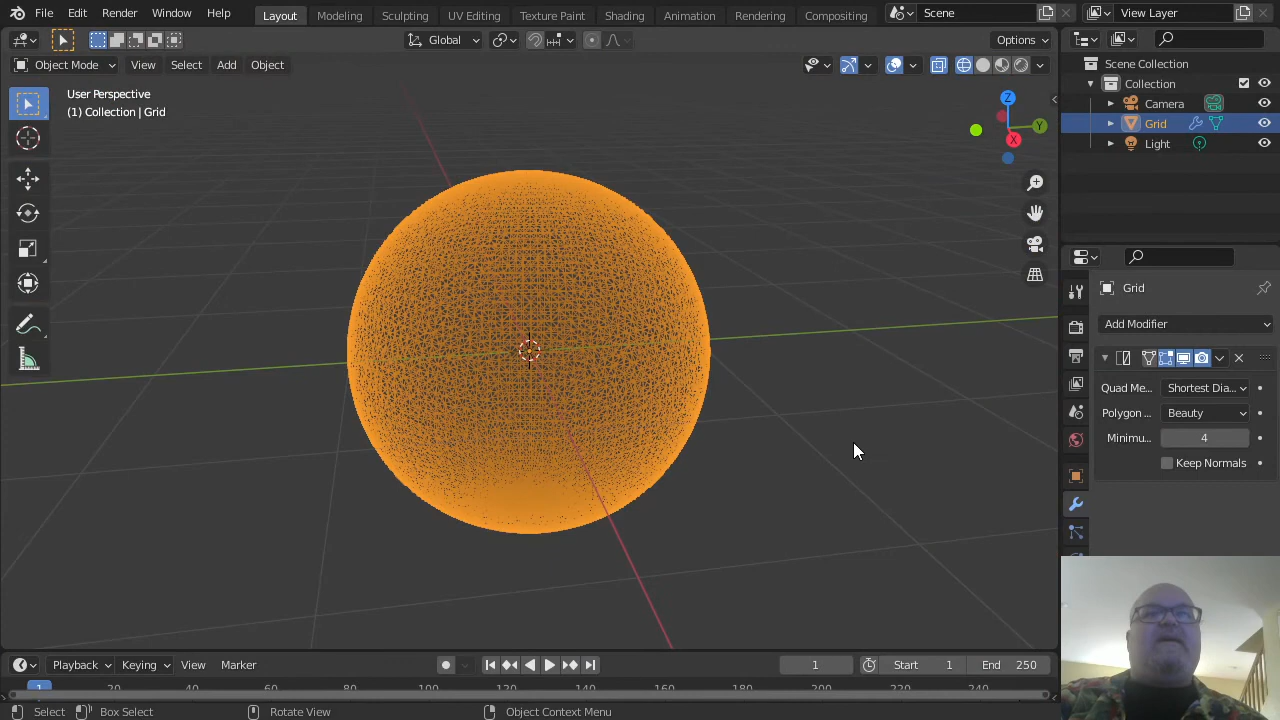 File Edit Render Window Help Layout Modeling Sculpting UV Editing Texture Paint Shading Animation Rendering Compositing Scene View Layer
Global Options
Object Mode View Select Add Object
User Perspective
(1) Collection | Grid
Z
Y
X
Scene Collection
Collection
Camera
Grid
Light
Grid
Add Modifier
Quad Me... Shortest Dia...
Polygon ... Beauty
Minimu... 4
Keep Normals
Playback Keying View Marker 1 Start 1 End 250
1 20 40 60 80 100 120 140 160 180 200 220 240
Select Box Select Rotate View Object Context Menu